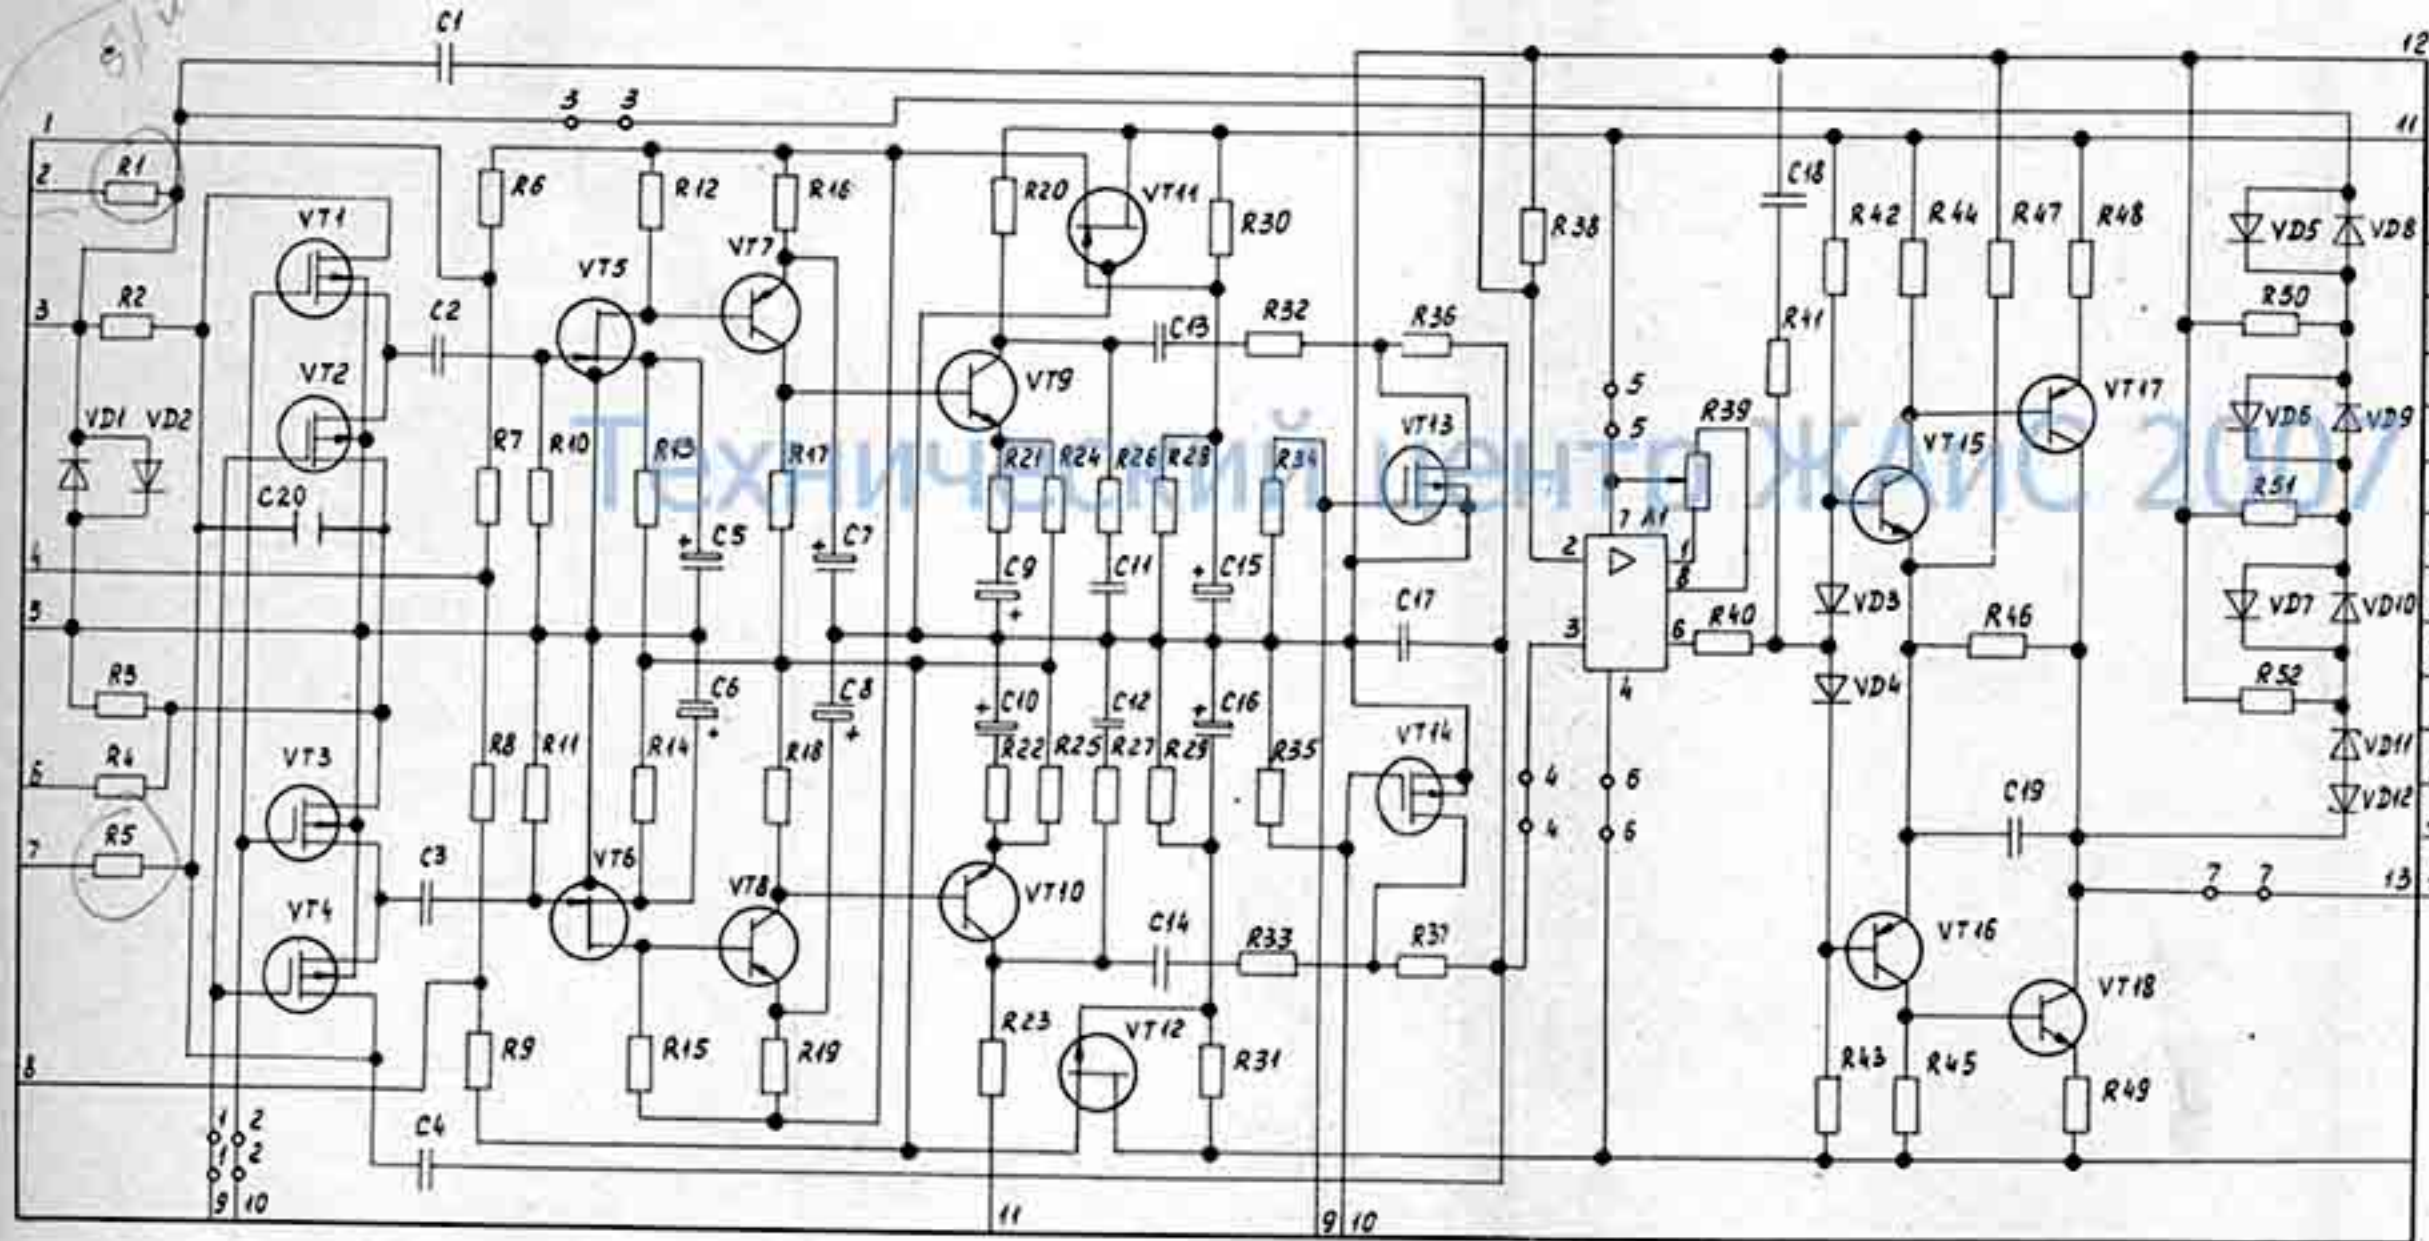 C1
12
3 3
11
1
R1
2
R6
R12
R16
R20
VT11
R30
C18
R38
R42
R44
R47
R48
VD5
VD8
VT1
VT5
VT7
3
R2
C2
C13
R32
R36
R41
R50
VT2
VT9
VT17
5
5
R39
VD1
VD2
R7
R10
R13
R17
R21
R24
R26
R28
R34
VT13
VT15
VD6
VD9
Технический центр ЖАиС 2007
C20
R51
7
A1
+
C5
+
C7
C9
+
C11
+
C15
2
1
8
4
5
C17
3
6
R40
VD3
R46
VD7
VD10
R3
C6
+
C8
+
+
C10
C12
+
C16
4
VD4
R52
R4
6
VT3
R8
R11
R14
R18
R22
R25
R27
R29
R35
VT14
4
6
4
6
C19
VD11
VD12
R5
7
C3
VT6
VT8
VT10
7 7
13
VT4
C14
R33
R37
VT16
VT18
8
R9
R15
R19
R23
VT12
R31
R43
R45
R49
1 2
1 2
C4
9 10
11
9 10